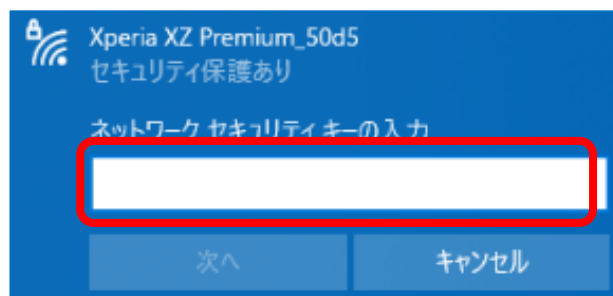 Xperia XZ Premium_50d5
セキュリティ保護あり
ネットワーク セキュリティ キーの入力
次へ
キャンセル